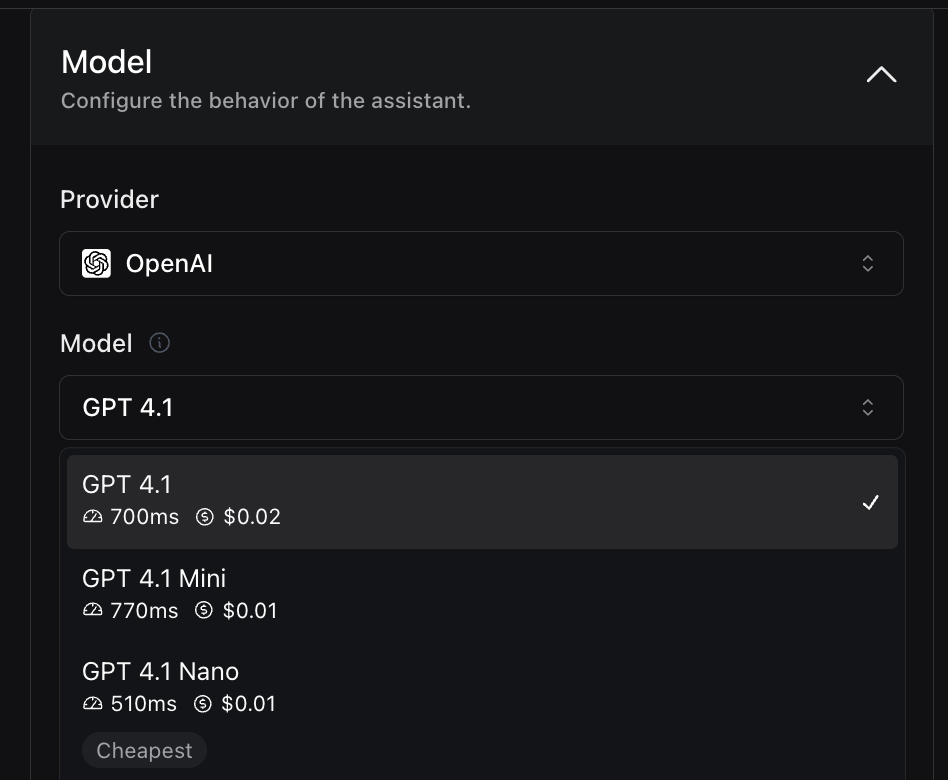 Model
Configure the behavior of the assistant.
Provider
OpenAI
Model
GPT 4.1
GPT 4.1
700ms $0.02
GPT 4.1 Mini
770ms $0.01
GPT 4.1 Nano
510ms $0.01
Cheapest